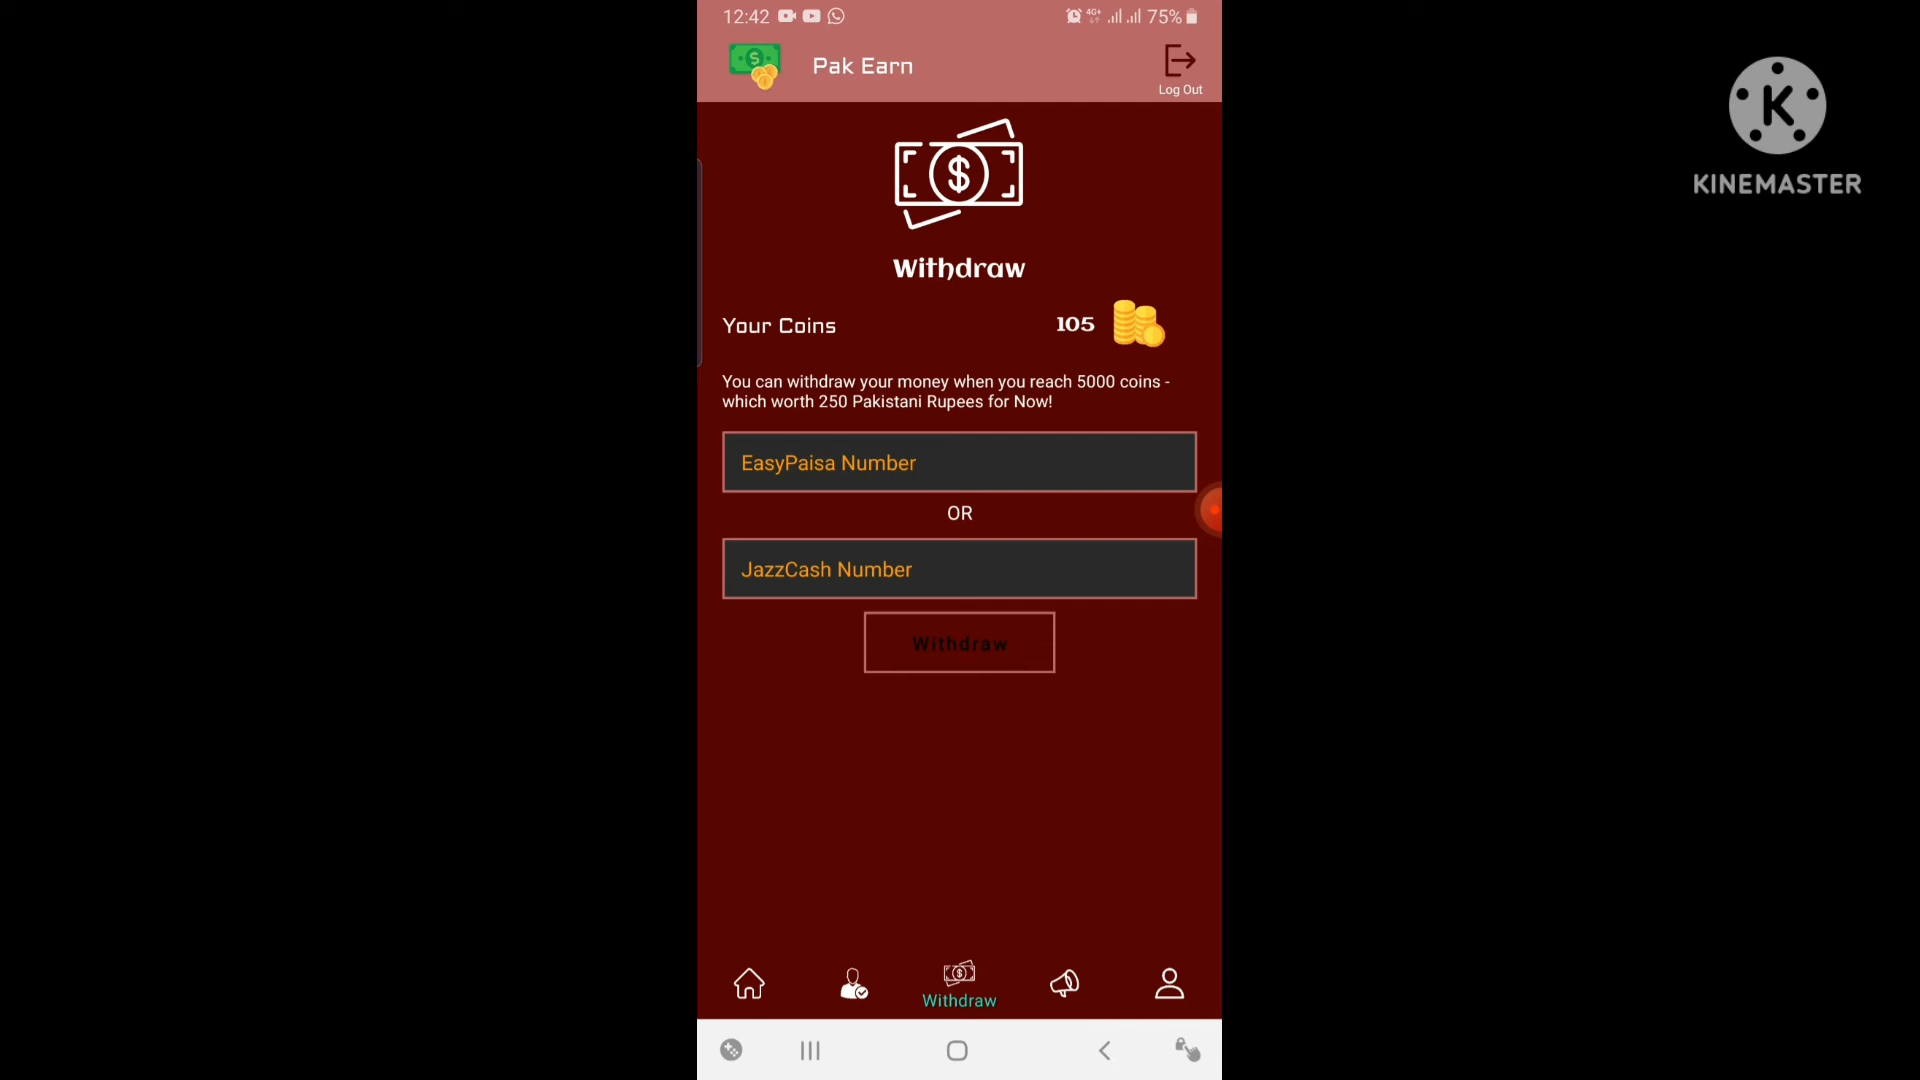 12:42
4G+
75%
Pak Earn
Log Out
KINEMASTER
Withdraw
Your Coins
105
You can withdraw your money when you reach 5000 coins -
which worth 250 Pakistani Rupees for Now!
EasyPaisa Number
OR
JazzCash Number
Withdraw
Withdraw